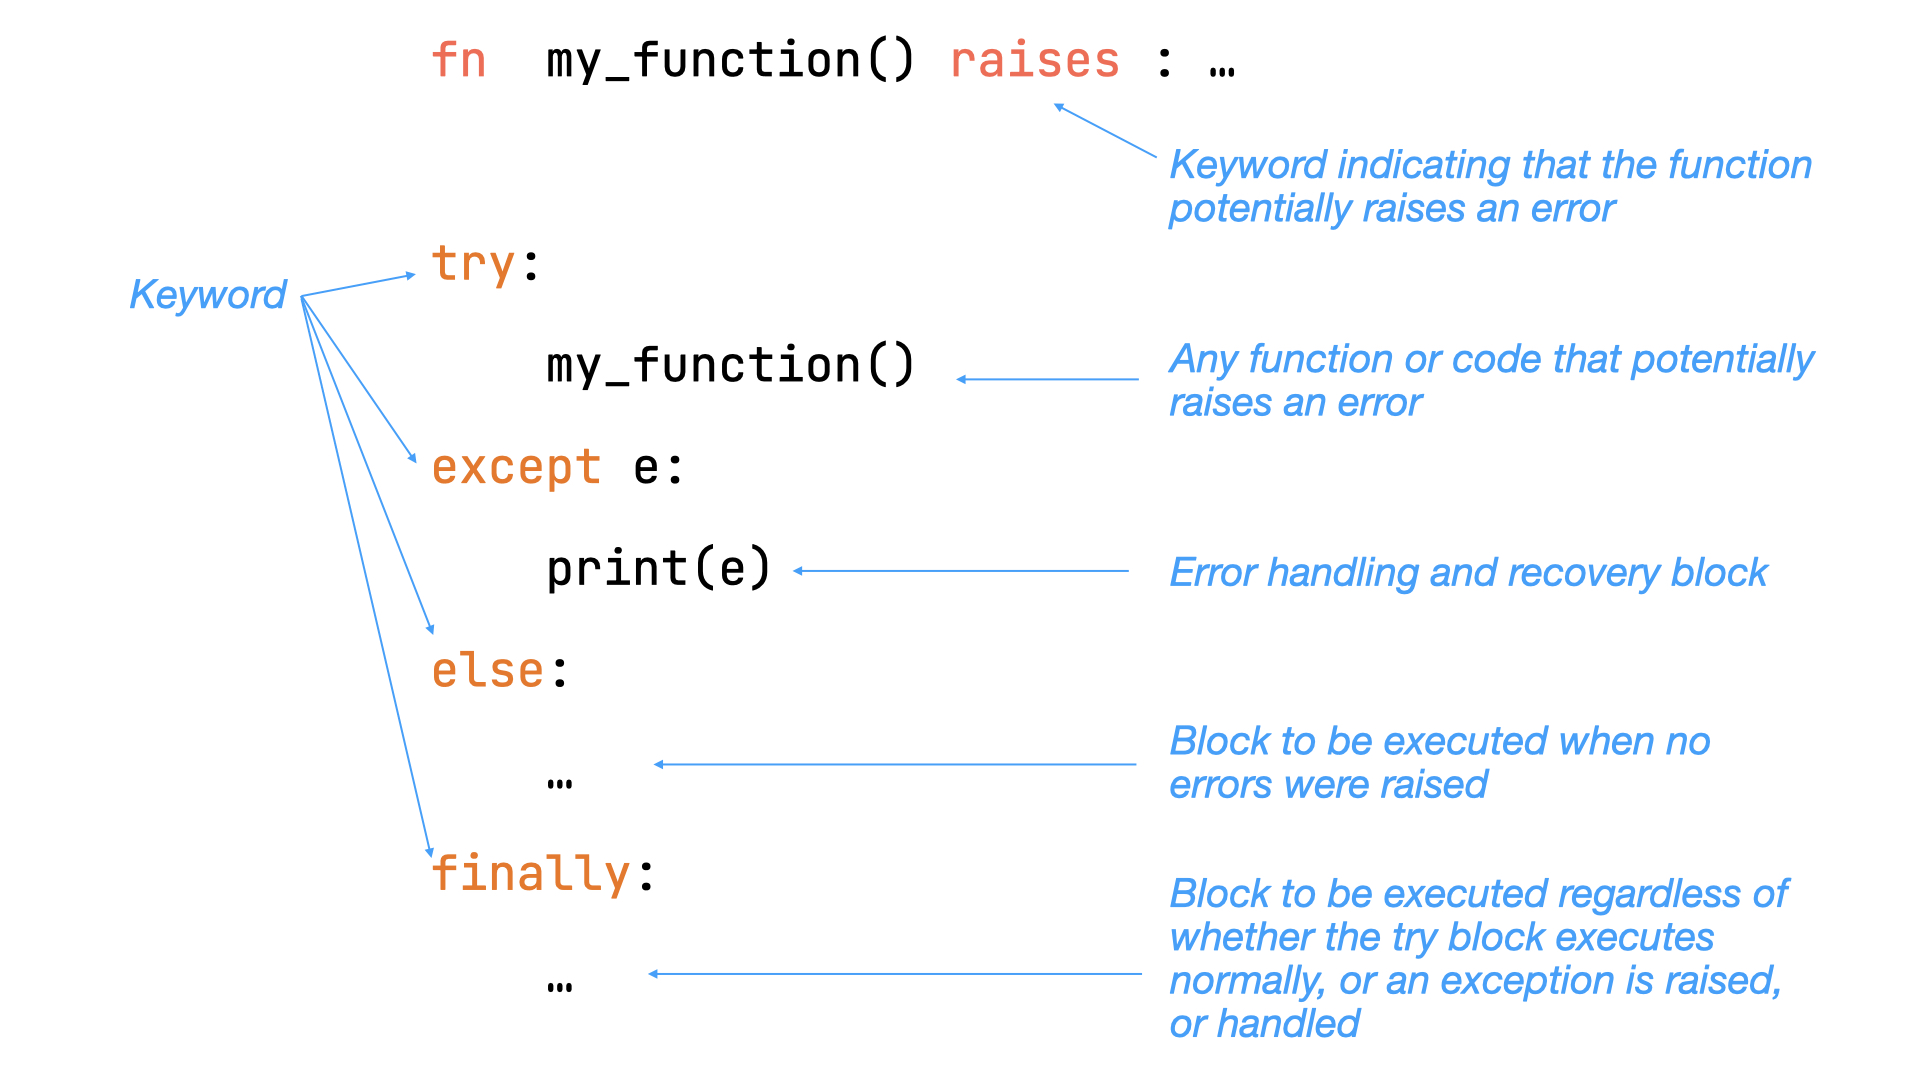 fn my_function() raises : …
Keyword indicating that the function
potentially raises an error
try:
Keyword
my_function()
Any function or code that potentially
raises an error
except e:
print(e)
Error handling and recovery block
else:
Block to be executed when no
errors were raised
…
finally:
Block to be executed regardless of
whether the try block executes
normally, or an exception is raised,
or handled
…